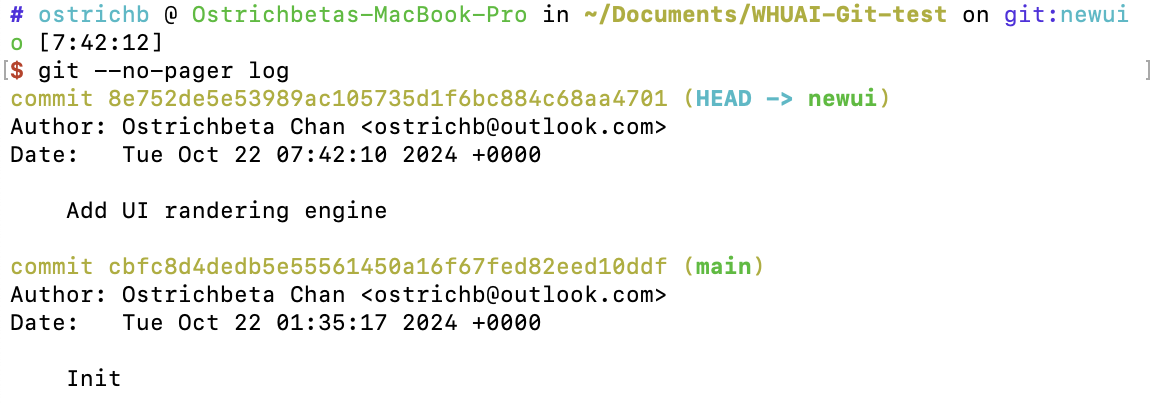 # ostrichb @ Ostrichbetas-MacBook-Pro in ~/Documents/WHUAI-Git-test on git:newui
o [7:42:12]
[$ git --no-pager log ]
commit 8e752de5e53989ac105735d1f6bc884c68aa4701 (HEAD -> newui)
Author: Ostrichbeta Chan <ostrichb@outlook.com>
Date:   Tue Oct 22 07:42:10 2024 +0000
    Add UI randering engine
commit cbfc8d4dedb5e55561450a16f67fed82eed10ddf (main)
Author: Ostrichbeta Chan <ostrichb@outlook.com>
Date:   Tue Oct 22 01:35:17 2024 +0000
    Init